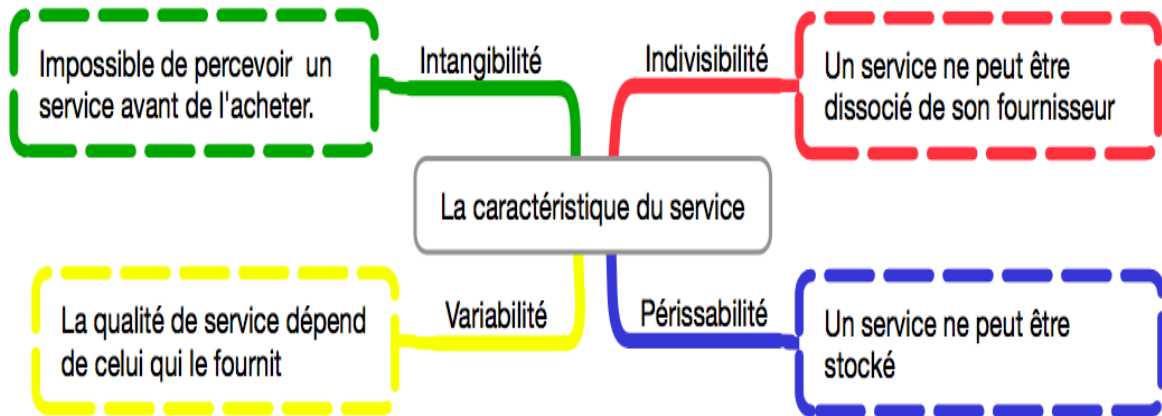 Impossible de percevoir un
service avant de l'acheter.
Intangibilité
Indivisibilité
Un service ne peut être
dissocié de son fournisseur
La caractéristique du service
La qualité de service dépend
de celui qui le fournit
Variabilité
Périssabilité
Un service ne peut être
stocké